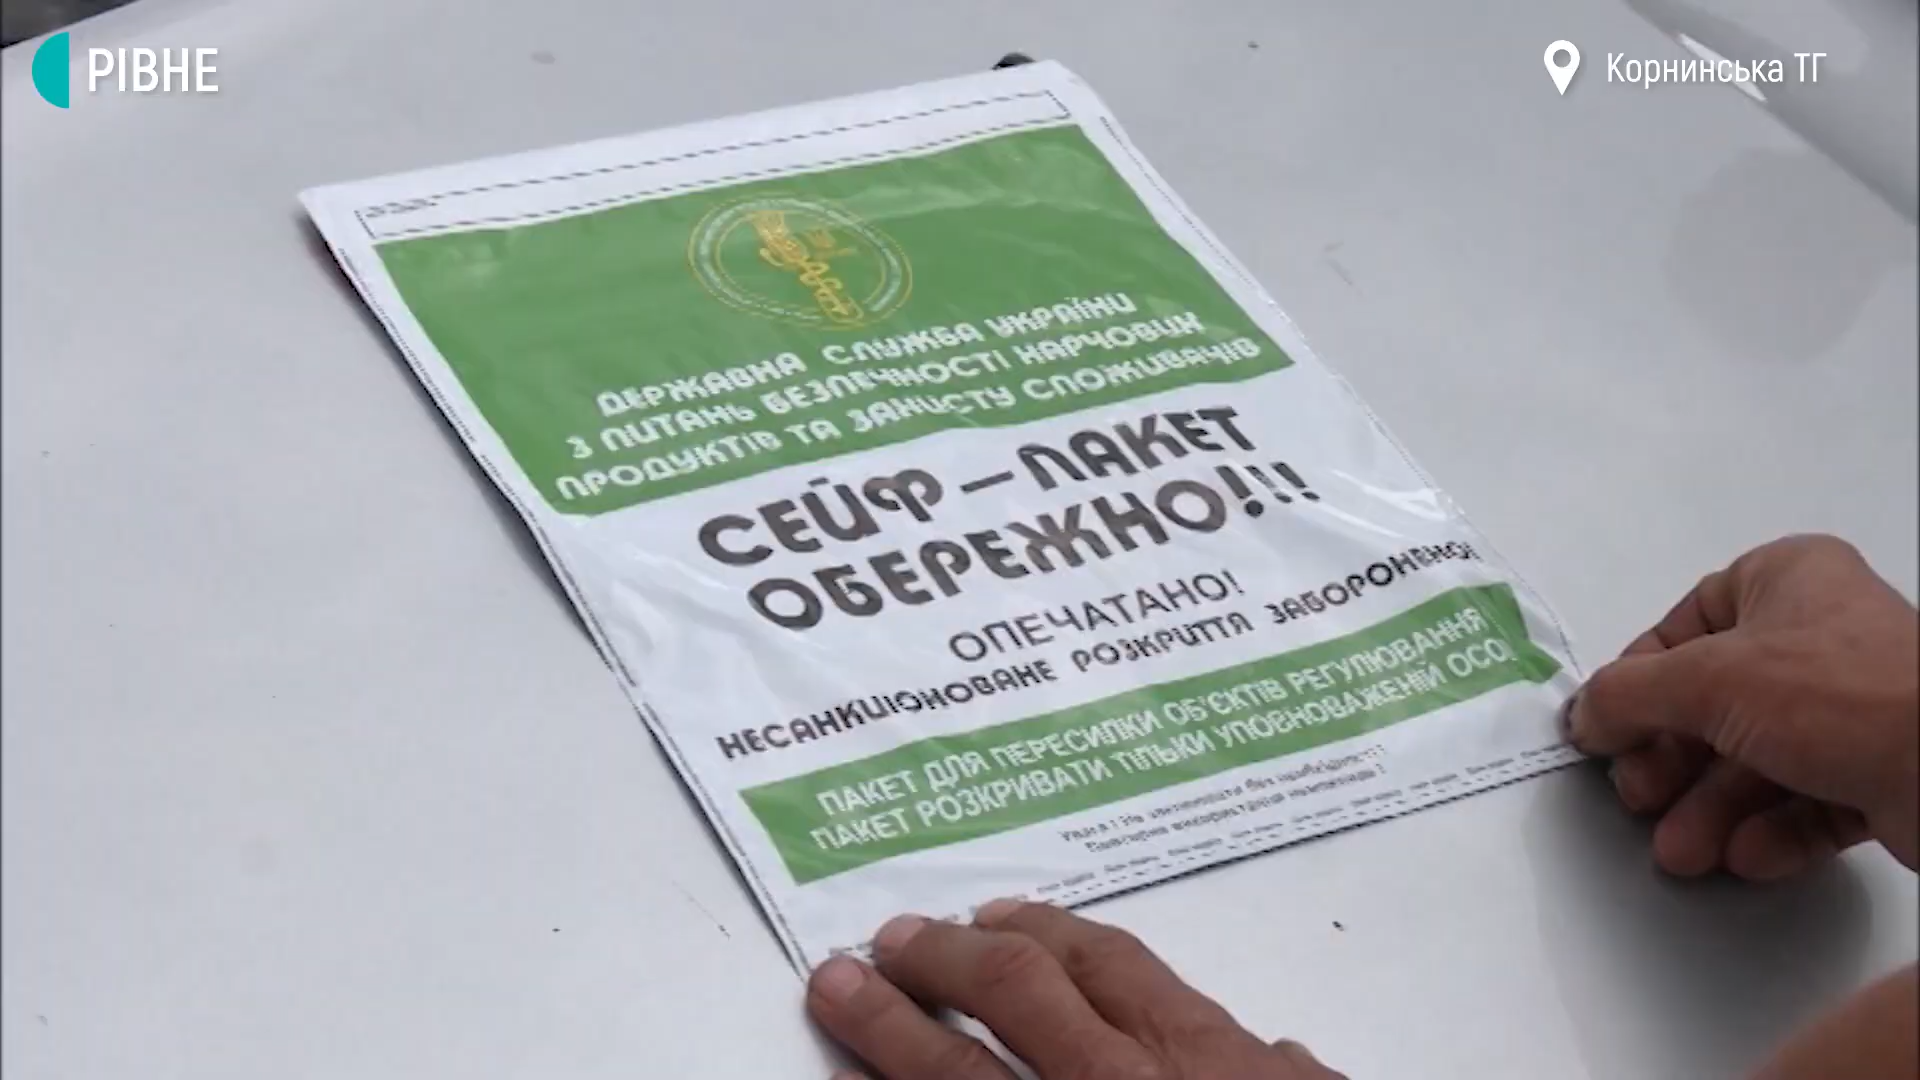 РІВНЕ
Корнинська ТГ
ДЕРЖАВНА СЛУЖБА УКРАЇНИ
З ПИТАНЬ БЕЗПЕЧНОСТІ ХАРЧОВИХ
ПРОДУКТІВ ТА ЗАХИСТУ СПОЖИВАЧІВ
СЕЙФ – ПАКЕТ
ОБЕРЕЖНО!!!
ОПЕЧАТАНО!
НЕСАНКЦІОНОВАНЕ РОЗКРИТТЯ ЗАБОРОНЕНО!
ПАКЕТ ДЛЯ ПЕРЕСИЛКИ ОБ'ЄКТІВ РЕГУЛЮВАННЯ
ПАКЕТ РОЗКРИВАТИ ТІЛЬКИ УПОВНОВАЖЕНІЙ ОСО